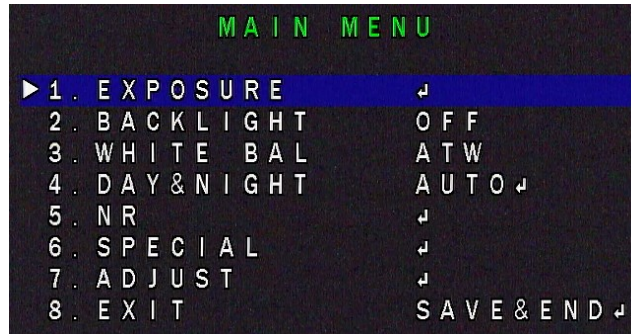 MAIN MENU
1. EXPOSURE ↲
2. BACKLIGHT OFF
3. WHITE BAL ATW
4. DAY&NIGHT AUTO↲
5. NR ↲
6. SPECIAL ↲
7. ADJUST ↲
8. EXIT SAVE&END↲